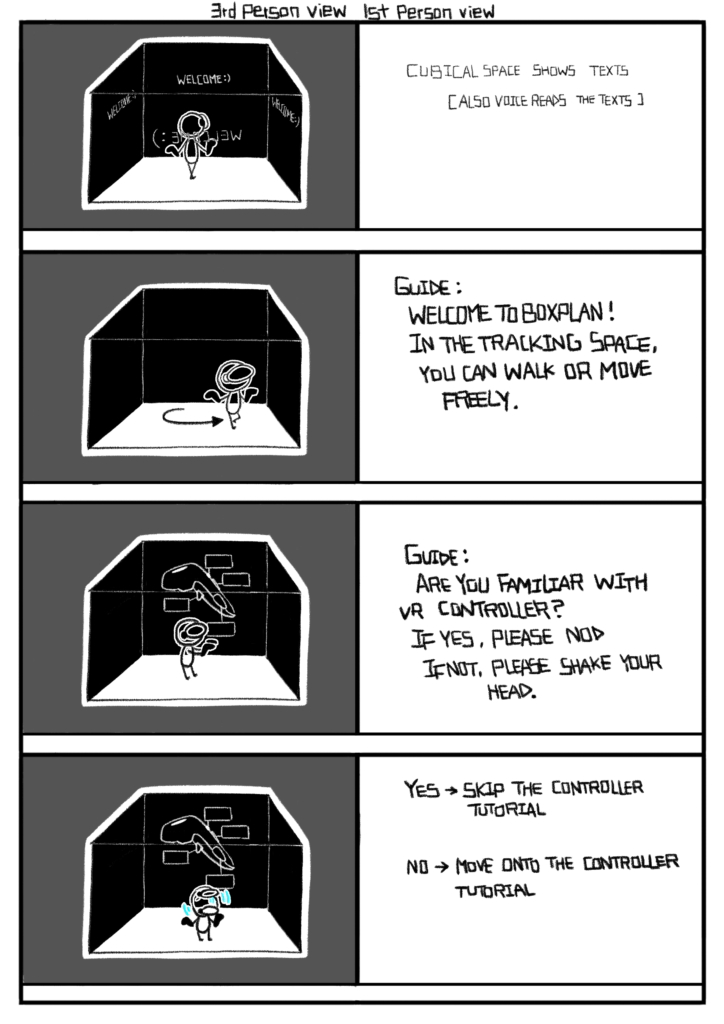 3rd Person view 1st Person view
WELCOME:)
WELCOME:)
WELCOME:)
WELCOME:)
CUBICAL SPACE SHOWS TEXTS
[ALSO VOICE READS THE TEXTS]
GUIDE:
WELCOME TO BOXPLAN!
IN THE TRACKING SPACE,
YOU CAN WALK OR MOVE
FREELY.
GUIDE:
ARE YOU FAMILIAR WITH
VR CONTROLLER?
IF YES, PLEASE NOD
IF NOT, PLEASE SHAKE YOUR
HEAD.
YES → SKIP THE CONTROLLER
TUTORIAL
NO → MOVE ONTO THE CONTROLLER
TUTORIAL